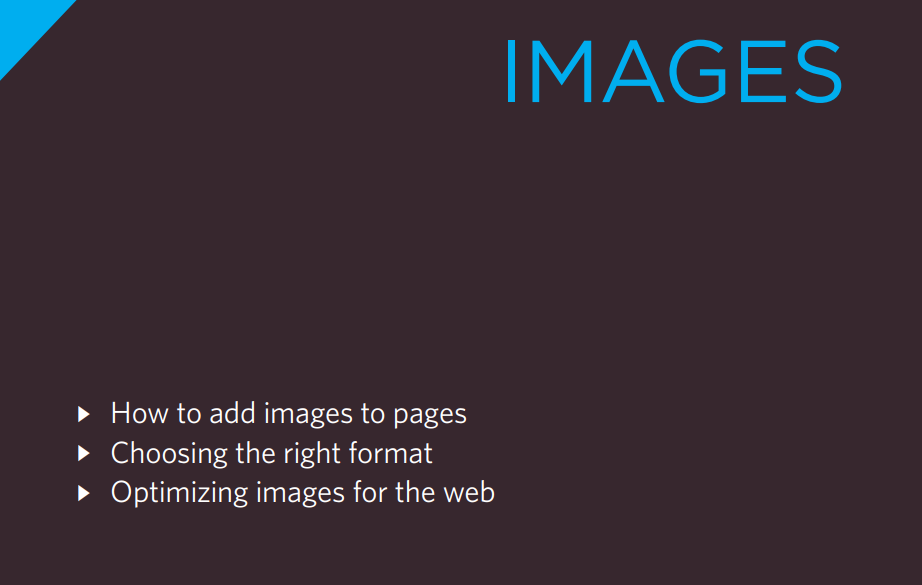 IMAGES
How to add images to pages
Choosing the right format
Optimizing images for the web